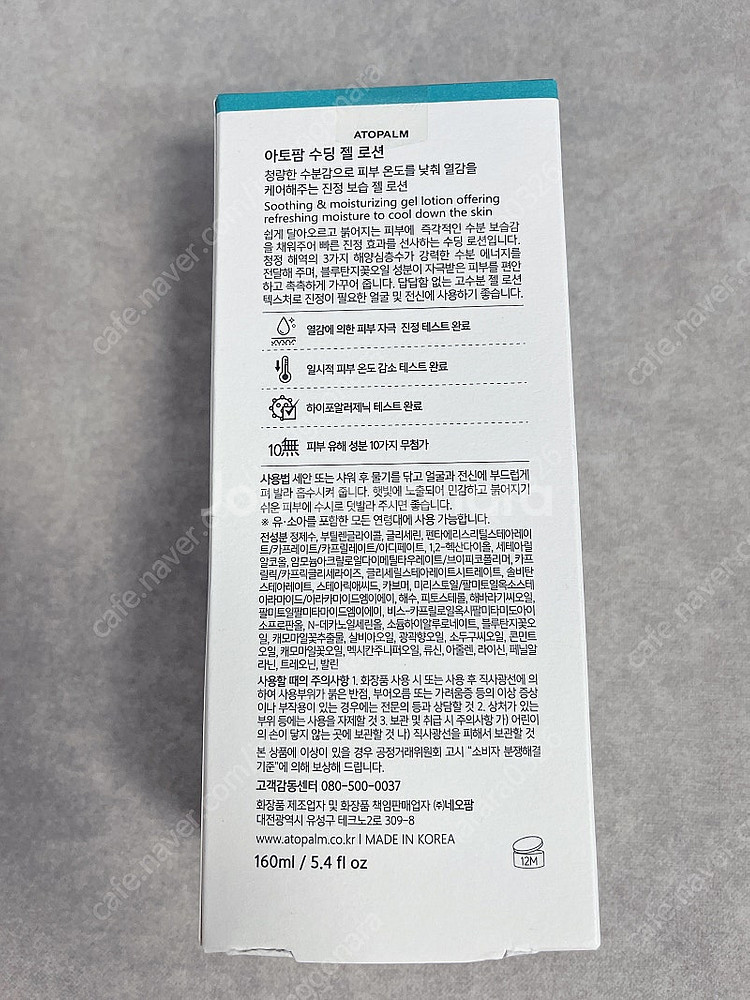 ATOPALM
아토팜 수딩 젤 로션
청량한 수분감으로 피부 온도를 낮춰 열감을
케어해주는 진정 보습 젤 로션
Soothing & moisturizing gel lotion offering
refreshing moisture to cool down the skin
쉽게 달아오르고 붉어지는 피부에 즉각적인 수분 보습감
을 채워주어 빠른 진정 효과를 선사하는 수딩 로션입니다.
청정 해역의 3가지 해양심층수가 강력한 수분 에너지를
전달해 주며, 블루탄지꽃오일 성분이 자극받은 피부를 편안
하고 촉촉하게 가꾸어 줍니다. 답답함 없는 고수분 젤 로션
텍스처로 진정이 필요한 얼굴 및 전신에 사용하기 좋습니다.
열감에 의한 피부 자극 진정 테스트 완료
일시적 피부 온도 감소 테스트 완료
하이포알러제닉 테스트 완료
10無 피부 유해 성분 10가지 무첨가
사용법 세안 또는 샤워 후 물기를 닦고 얼굴과 전신에 부드럽게
펴 발라 흡수시켜 줍니다. 햇빛에 노출되어 민감하고 붉어지기
쉬운 피부에 수시로 덧발라 주시면 좋습니다.
※ 유·소아를 포함한 모든 연령대에 사용 가능합니다.
전성분 정제수, 부틸렌글라이콜, 글리세린, 펜타에리스리틸스테아레이
트/카프레이트/카프릴레이트/아디페이트, 1,2-헥산다이올, 세테아릴
알코올, 암모늄아크릴로일다이메틸타우레이트/브이피코폴리머, 카프
릴릭/카프릭글리세라이즈, 글리세릴스테아레이트시트레이트, 솔비탄
스테아레이트, 스테아릭애씨드, 카보머, 미리스토일/팔미토일옥소스테
아라마이드/아라카마이드엠이에이, 해수, 피토스테롤, 해바라기씨오일,
팔미토일팔미타마이드엠이에이, 비스-카프릴로일옥시팔미타미도아이
소프로판올, N-데카노일세린올, 소듐하이알루로네이트, 블루탄지꽃오
일, 캐모마일꽃추출물, 실비아오일, 광곽향오일, 소두구씨오일, 콘민트
오일, 캐모마일꽃오일, 멕시칸주니퍼오일, 류신, 아줄렌, 라이신, 페닐알
라닌, 트레오닌, 발린
사용할 때의 주의사항 1. 화장품 사용 시 또는 사용 후 직사광선에 의
하여 사용부위가 붉은 반점, 부어오름 또는 가려움증 등의 이상 증상
이나 부작용이 있는 경우에는 전문의 등과 상담할 것 2. 상처가 있는
부위 등에는 사용을 자제할 것 3. 보관 및 취급 시 주의사항 가) 어린이
의 손이 닿지 않는 곳에 보관할 것 나) 직사광선을 피해서 보관할 것
본 상품에 이상이 있을 경우 공정거래위원회 고시 "소비자 분쟁해결
기준"에 의해 보상해 드립니다.
고객감동센터 080-500-0037
화장품 제조업자 및 화장품 책임판매업자 ㈜네오팜
대전광역시 유성구 테크노2로 309-8
www.atopalm.co.kr l MADE IN KOREA
160ml / 5.4 fl oz
12M